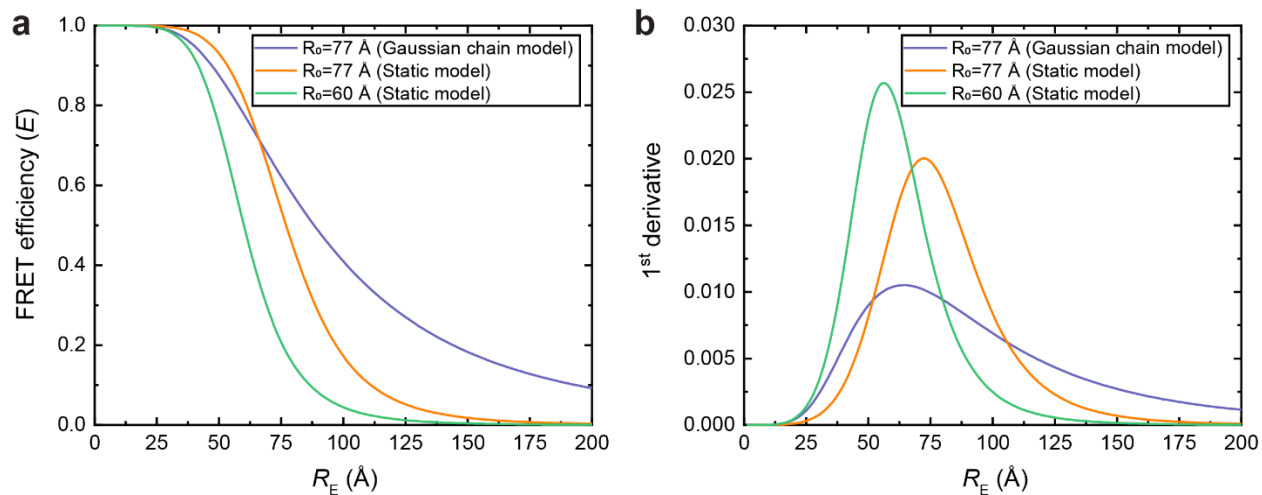 a
1.0
0.8
0.6
0.4
0.2
0.0
FRET efficiency (E)
R₀=77 Å (Gaussian chain model)
R₀=77 Å (Static model)
R₀=60 Å (Static model)
0 25 50 75 100 125 150 175 200
R_E (Å)
b
0.030
0.025
0.020
0.015
0.010
0.005
0.000
1ˢᵗ derivative
R₀=77 Å (Gaussian chain model)
R₀=77 Å (Static model)
R₀=60 Å (Static model)
0 25 50 75 100 125 150 175 200
R_E (Å)